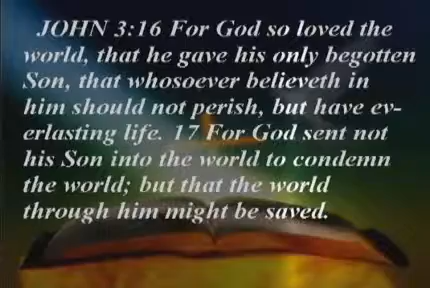 JOHN 3:16 For God so loved the
world, that he gave his only begotten
Son, that whosoever believeth in
him should not perish, but have ev-
erlasting life. 17 For God sent not
his Son into the world to condemn
the world; but that the world
through him might be saved.